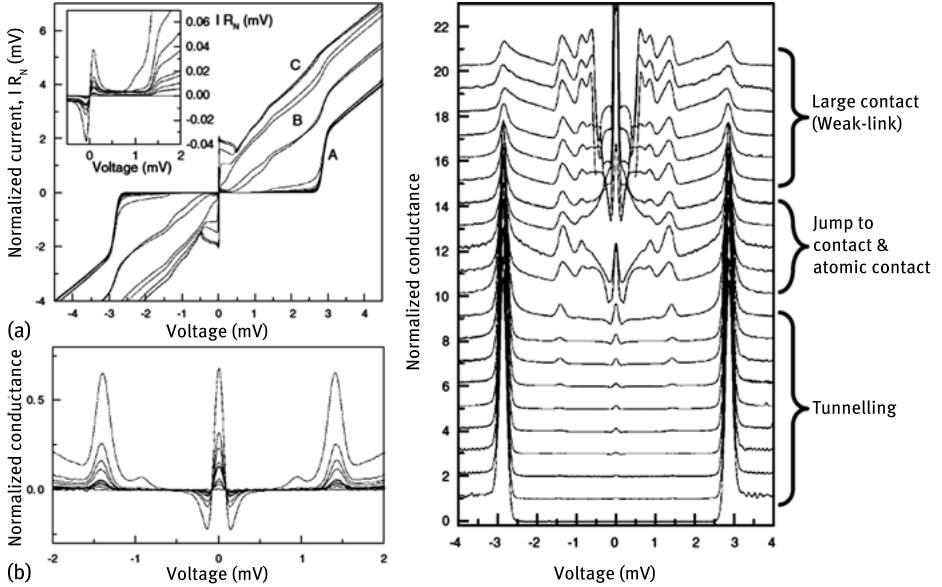 6
4
2
0
-2
-4
Normalized current, I R_N (mV)
I R_N (mV)
0.06
0.04
0.02
0.00
-0.02
-0.04
0
1
2
Voltage (mV)
C
B
A
-3
-2
-1
0
1
2
3
4
(a)
Voltage (mV)
Normalized conductance
0.5
0.0
-2
-1
0
1
2
(b)
Voltage (mV)
Normalized conductance
22
20
18
16
14
12
10
8
6
4
2
0
-4
-3
-2
-1
0
1
2
3
4
Voltage (mV)
Large contact
(Weak-link)
Jump to
contact &
atomic contact
Tunnelling